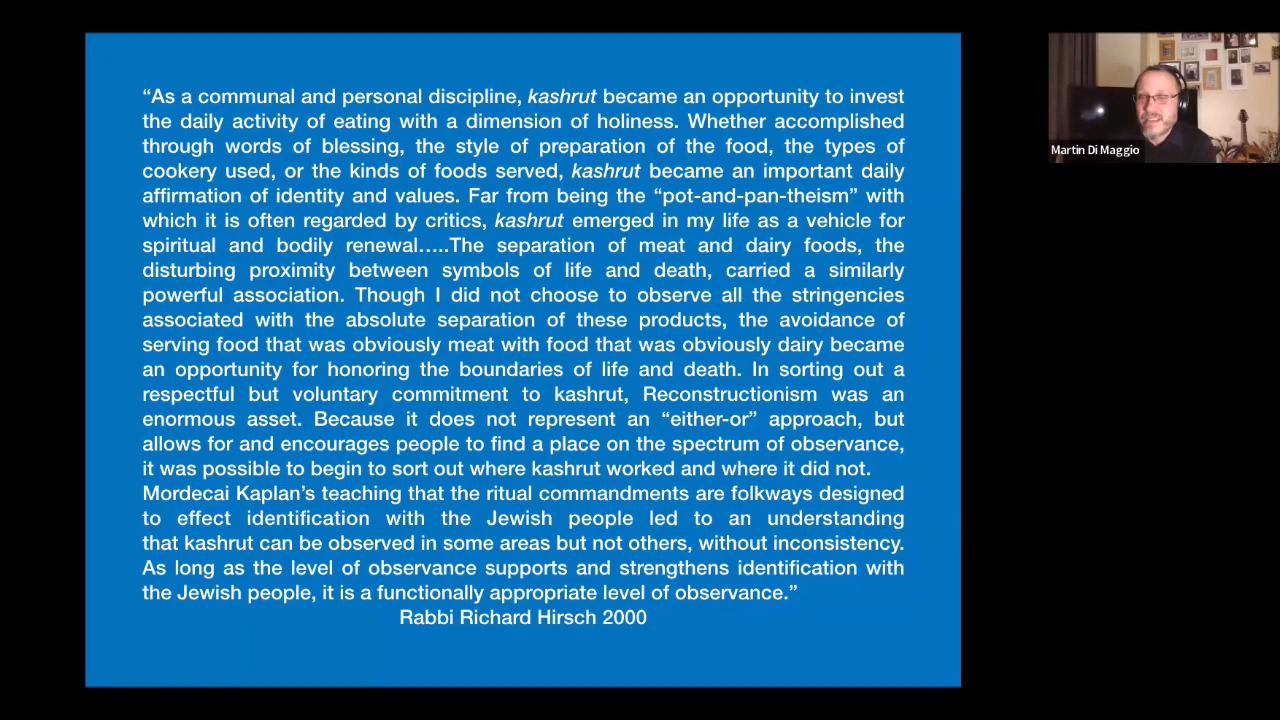 “As a communal and personal discipline, kashrut became an opportunity to invest
the daily activity of eating with a dimension of holiness. Whether accomplished
through words of blessing, the style of preparation of the food, the types of
cookery used, or the kinds of foods served, kashrut became an important daily
affirmation of identity and values. Far from being the “pot-and-pan-theism” with
which it is often regarded by critics, kashrut emerged in my life as a vehicle for
spiritual and bodily renewal…..The separation of meat and dairy foods, the
disturbing proximity between symbols of life and death, carried a similarly
powerful association. Though I did not choose to observe all the stringencies
associated with the absolute separation of these products, the avoidance of
serving food that was obviously meat with food that was obviously dairy became
an opportunity for honoring the boundaries of life and death. In sorting out a
respectful but voluntary commitment to kashrut, Reconstructionism was an
enormous asset. Because it does not represent an “either-or” approach, but
allows for and encourages people to find a place on the spectrum of observance,
it was possible to begin to sort out where kashrut worked and where it did not.
Mordecai Kaplan’s teaching that the ritual commandments are folkways designed
to effect identification with the Jewish people led to an understanding
that kashrut can be observed in some areas but not others, without inconsistency.
As long as the level of observance supports and strengthens identification with
the Jewish people, it is a functionally appropriate level of observance.”
Rabbi Richard Hirsch 2000
Martin Di Maggio